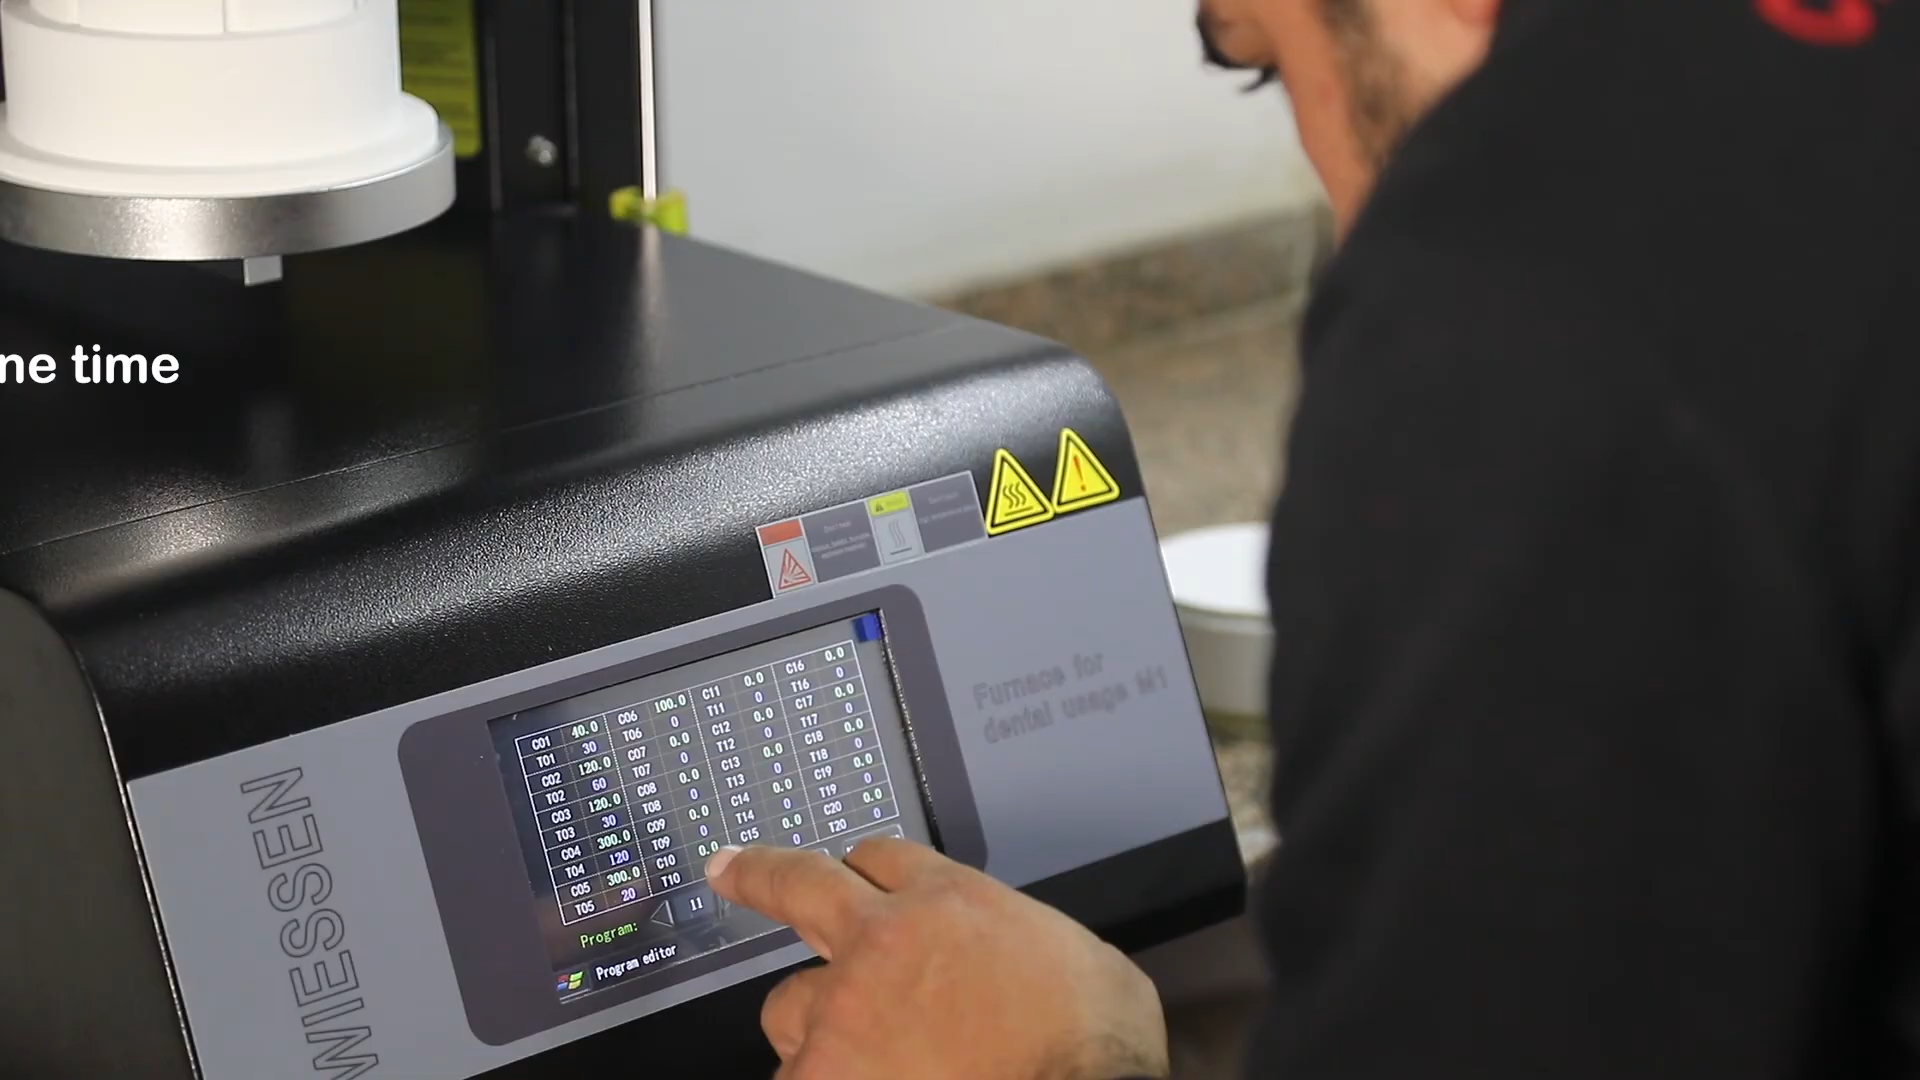 ne time
Furnace for
dental usage M1
WIESSEN
C01 40.0 C06 100.0 C11 0.0 C16 0.0
T01 30 T06 0 T11 0 T16 0
C02 120.0 C07 0.0 C12 0.0 C17 0.0
T02 60 T07 0 T12 0 T17 0
C03 120.0 C08 0.0 C13 0.0 C18 0.0
T03 30 T08 0 T13 0 T18 0
C04 300.0 C09 0.0 C14 0.0 C19 0.0
T04 120 T09 0 T14 0 T19 0
C05 300.0 C10 0.0 C15 0.0 C20 0.0
T05 20 T10 0 T20 0
Program: 11
Program editor